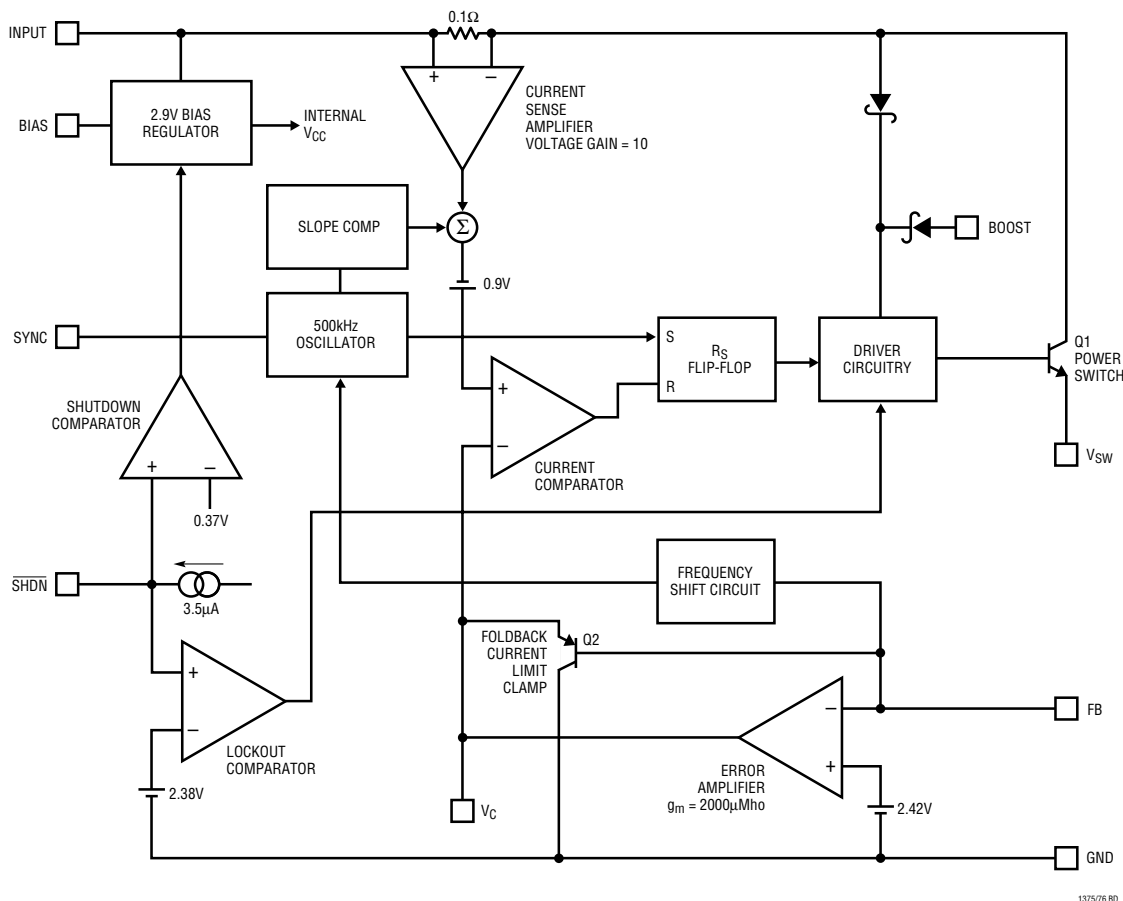 INPUT
0.1Ω
+
–
CURRENT
SENSE
AMPLIFIER
VOLTAGE GAIN = 10
BIAS
2.9V BIAS
REGULATOR
INTERNAL
VCC
SLOPE COMP
Σ
BOOST
0.9V
SYNC
500kHz
OSCILLATOR
S
R
RS
FLIP-FLOP
DRIVER
CIRCUITRY
Q1
POWER
SWITCH
SHUTDOWN
COMPARATOR
+
–
0.37V
+
–
CURRENT
COMPARATOR
VSW
SHDN
3.5µA
FREQUENCY
SHIFT CIRCUIT
FOLDBACK
CURRENT
LIMIT
CLAMP
Q2
+
–
LOCKOUT
COMPARATOR
2.38V
–
+
FB
ERROR
AMPLIFIER
gm = 2000µMho
VC
2.42V
GND
1375/76 BD